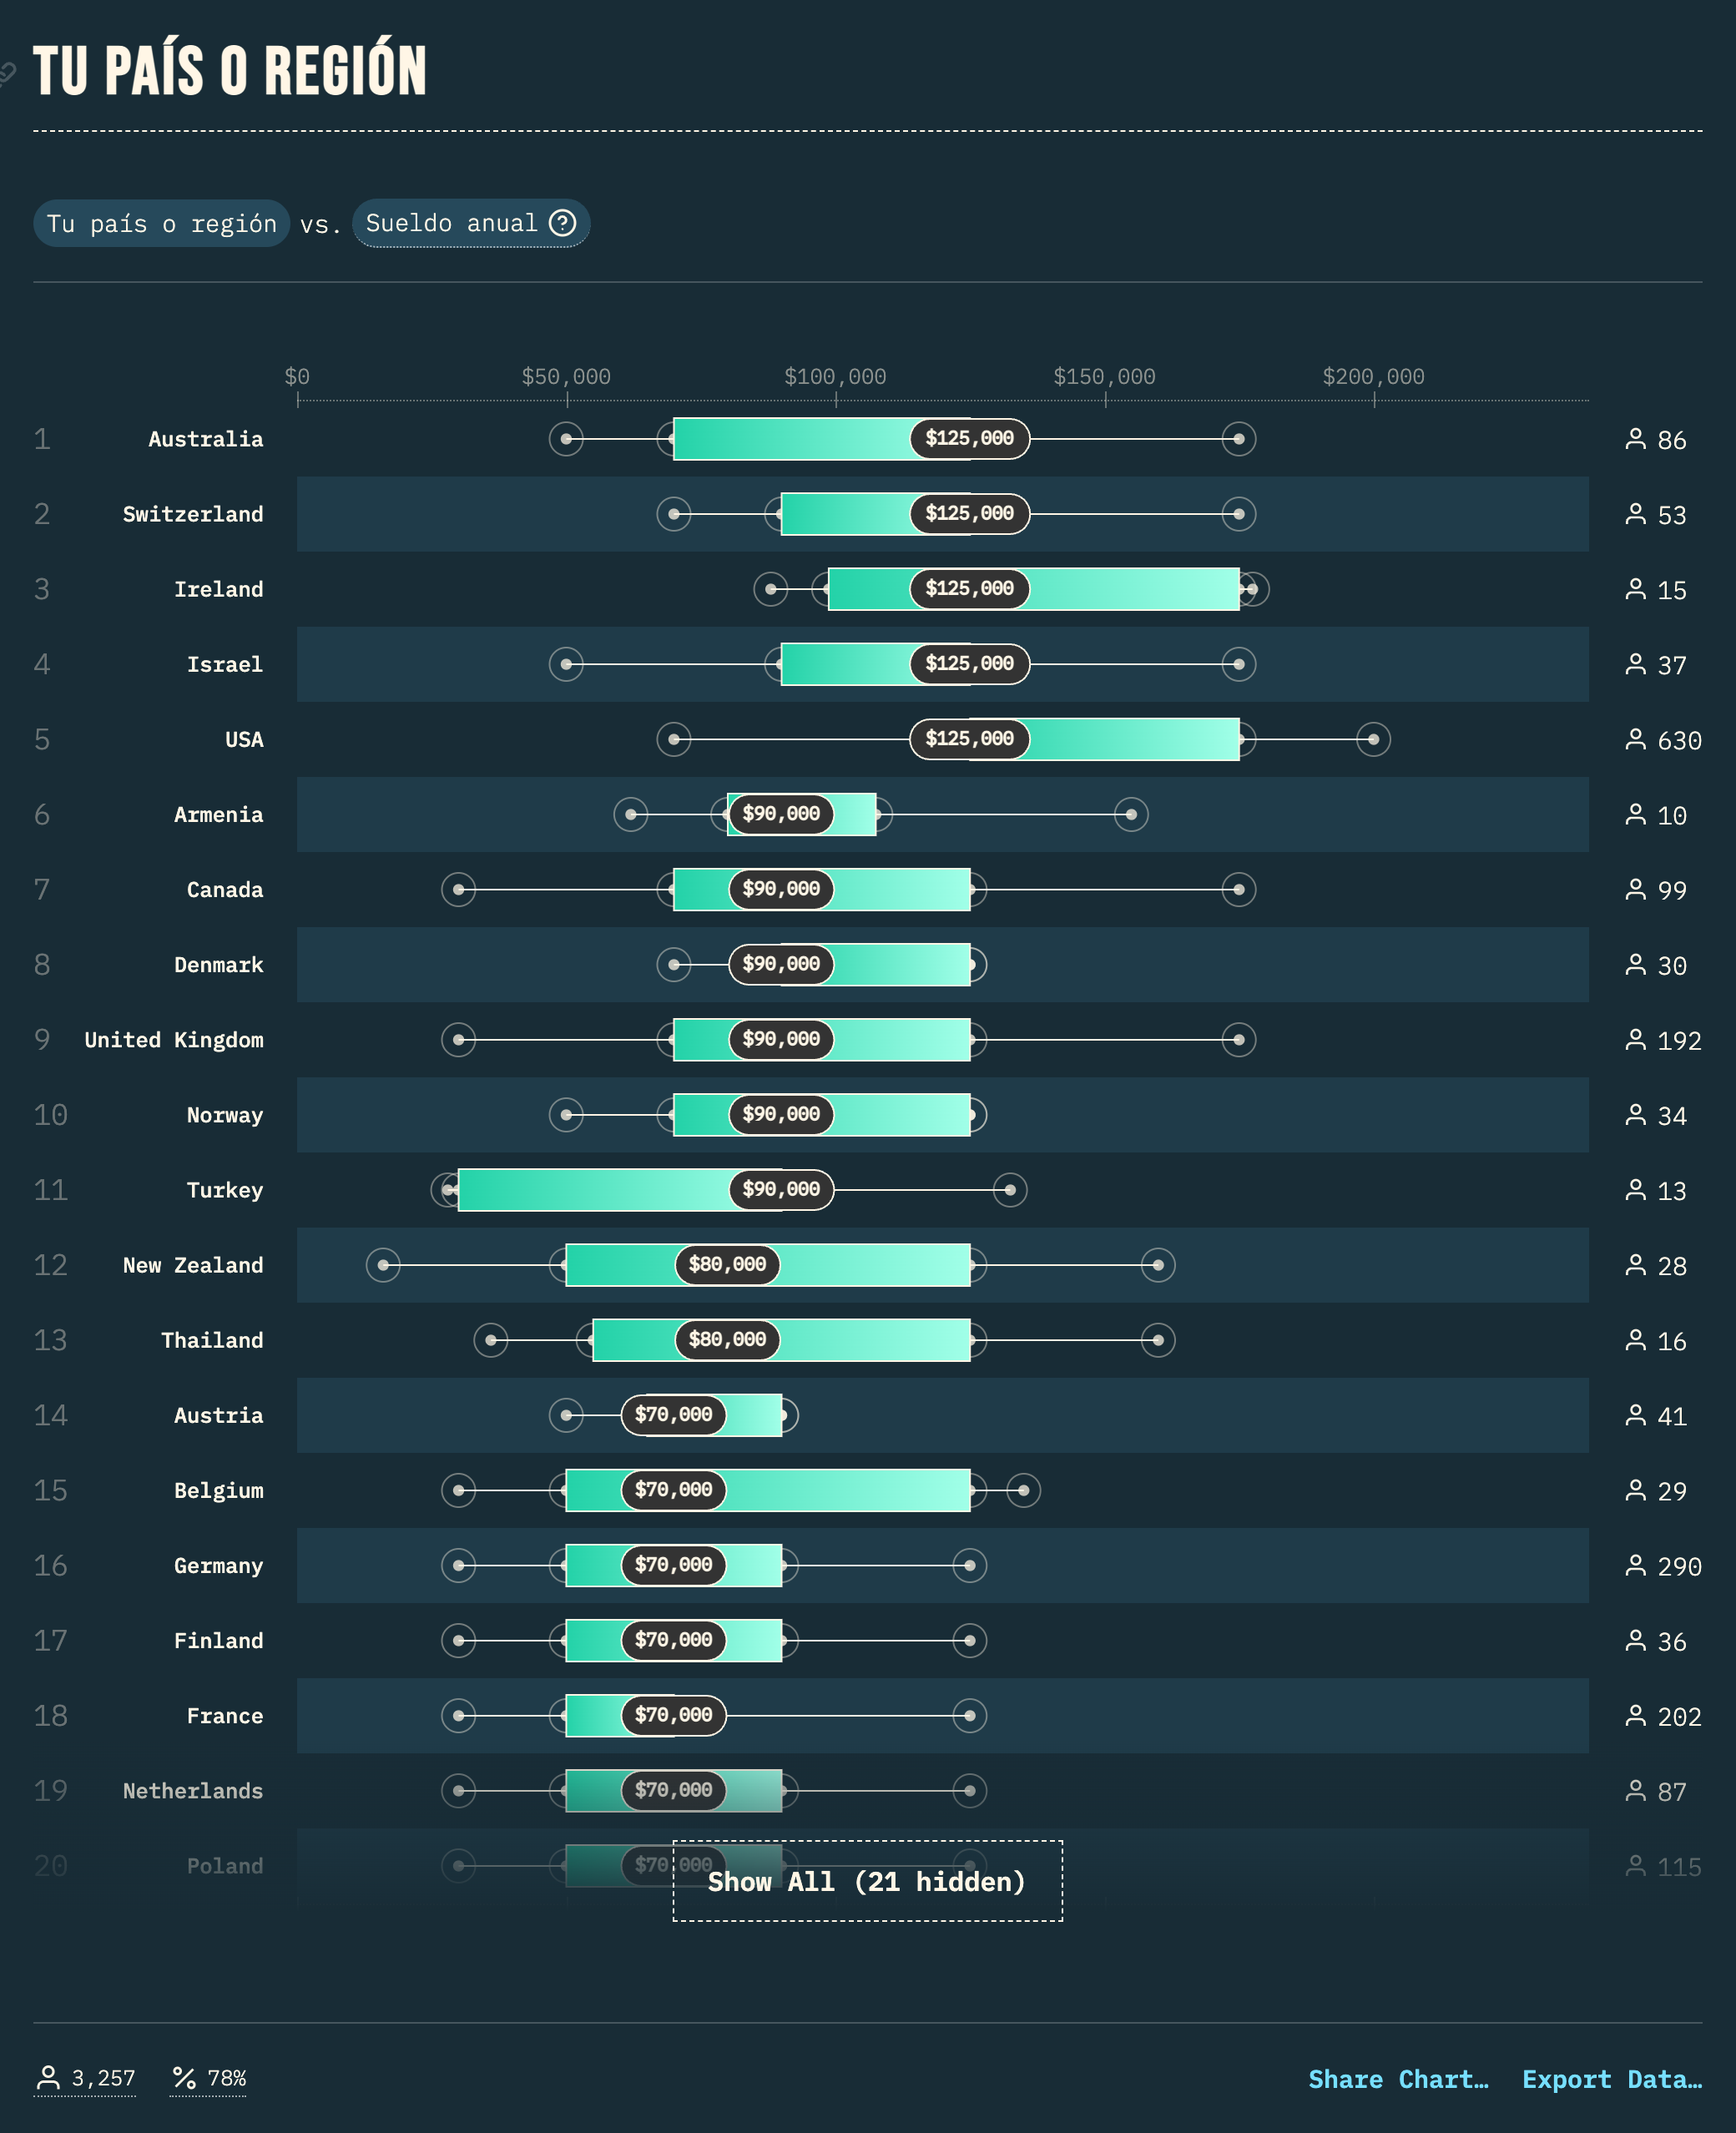 TU PAÍS O REGIÓN
Tu país o región vs. Sueldo anual ?
$0 $50,000 $100,000 $150,000 $200,000
1 Australia $125,000 86
2 Switzerland $125,000 53
3 Ireland $125,000 15
4 Israel $125,000 37
5 USA $125,000 630
6 Armenia $90,000 10
7 Canada $90,000 99
8 Denmark $90,000 30
9 United Kingdom $90,000 192
10 Norway $90,000 34
11 Turkey $90,000 13
12 New Zealand $80,000 28
13 Thailand $80,000 16
14 Austria $70,000 41
15 Belgium $70,000 29
16 Germany $70,000 290
17 Finland $70,000 36
18 France $70,000 202
19 Netherlands $70,000 87
20 Poland $70,000 115
Show All (21 hidden)
3,257 % 78% Share Chart… Export Data…